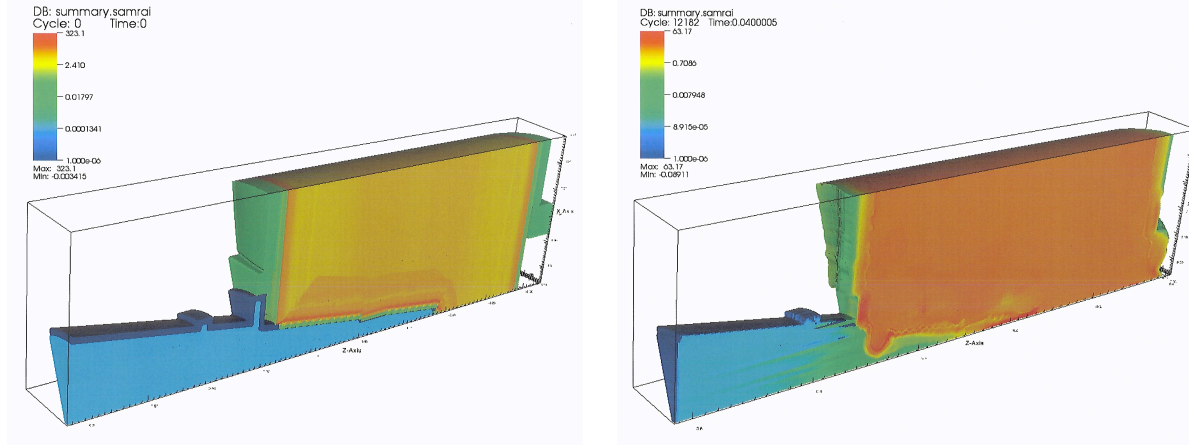 DB: summary.samrai
Cycle: 0 Time:0
323.1
2.410
0.01797
0.0001341
1.000e-06
Max: 323.1
Min: -0.003415
X_Axis
Z-Axis
DB: summary.samrai
Cycle: 12182 Time:0.0400005
63.17
0.7086
0.007948
8.915e-05
1.000e-06
Max: 63.17
Min: -0.08911
Z-Axis